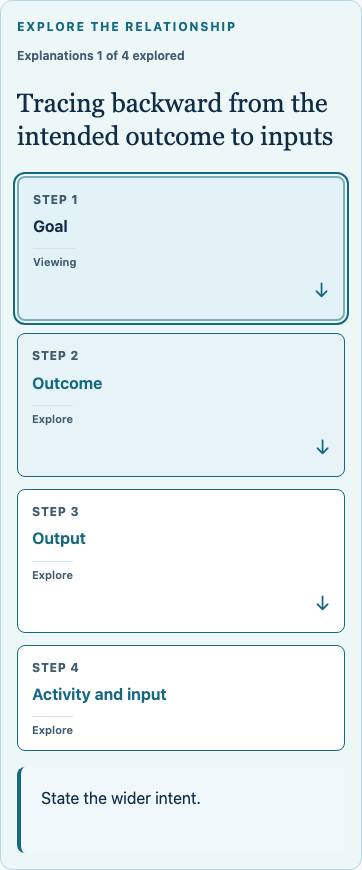 EXPLORE THE RELATIONSHIP
Explanations 1 of 4 explored
Tracing backward from the
intended outcome to inputs
STEP 1
Goal
Viewing
↓
STEP 2
Outcome
Explore
↓
STEP 3
Output
Explore
↓
STEP 4
Activity and input
Explore
State the wider intent.